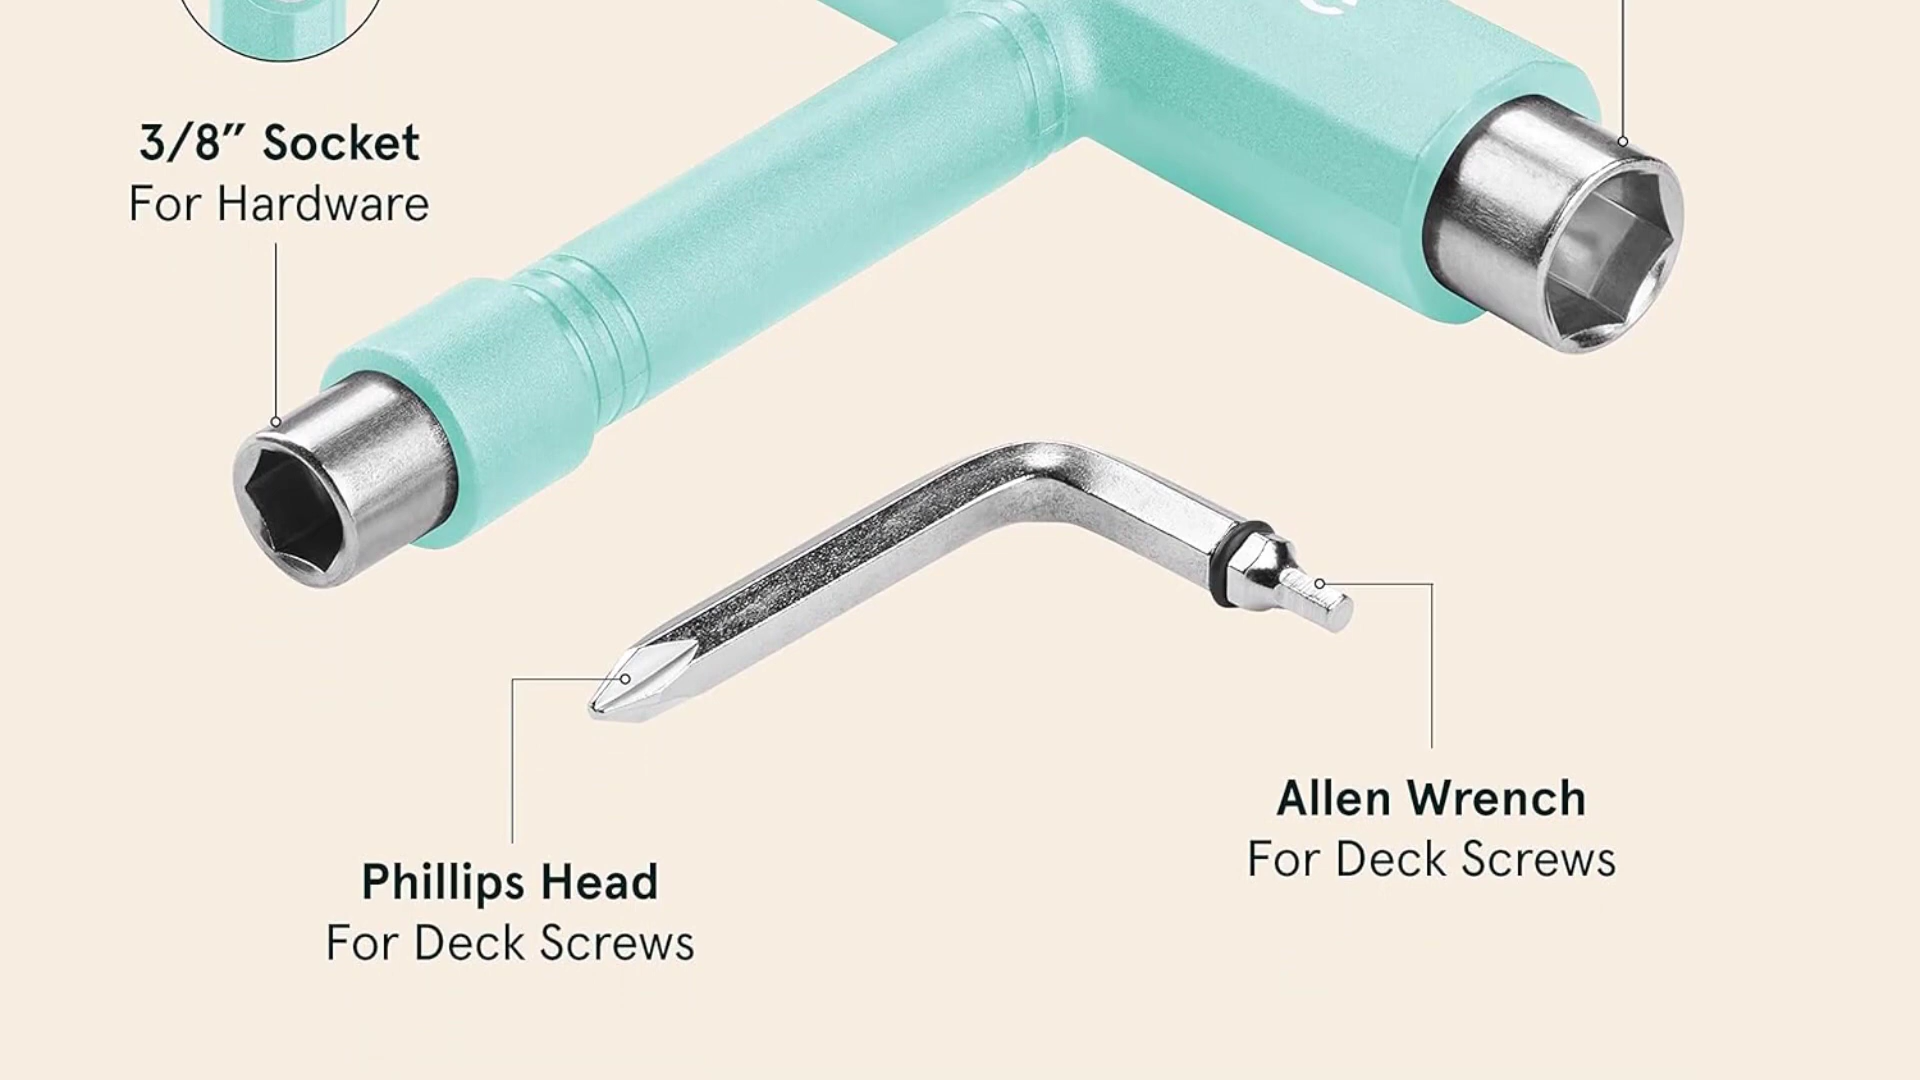 3/8” Socket
For Hardware
Allen Wrench
For Deck Screws
Phillips Head
For Deck Screws